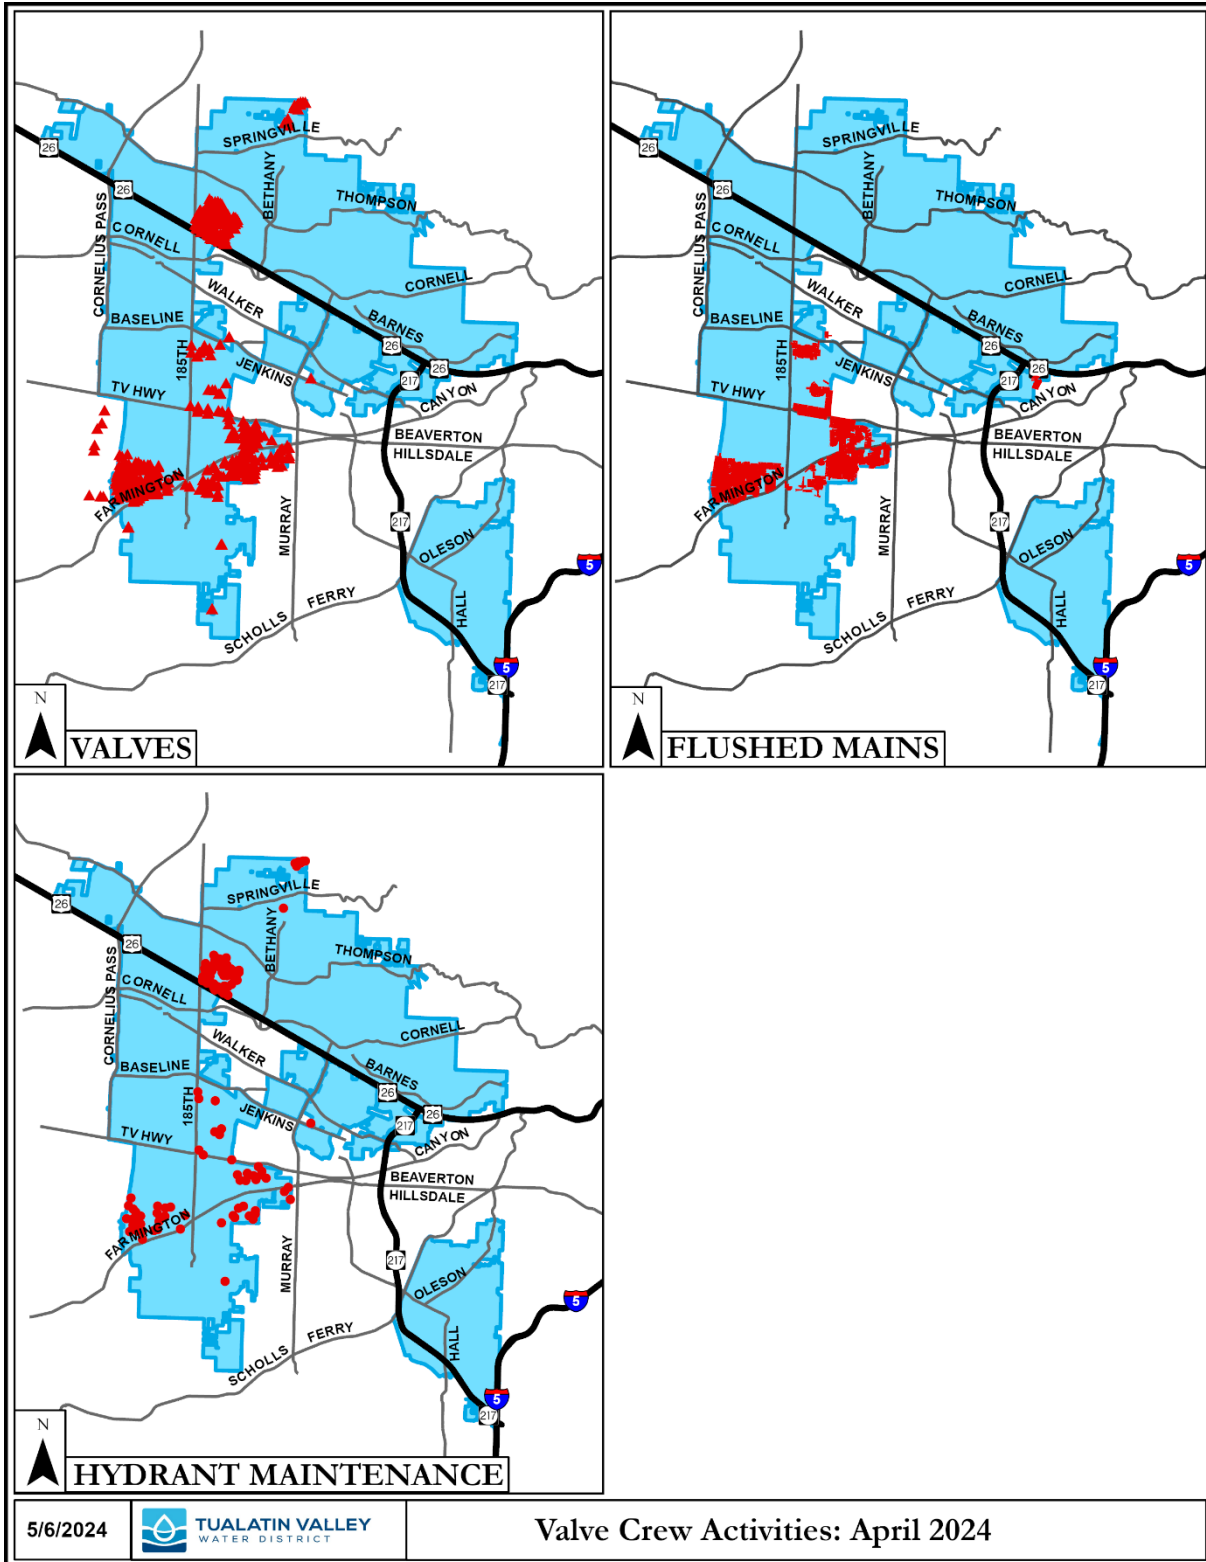 26
SPRINGVILLE
BETHANY
26
THOMPSON
CORNELIUS PASS
CORNELL
WALKER
CORNELL
BASELINE
BARNES
185TH
26
JENKINS
26
217
TV HWY
CANYON
BEAVERTON
HILLSDALE
FARMINGTON
MURRAY
217
OLESON
5
FERRY
SCHOLLS
HALL
5
217
N
VALVES
26
SPRINGVILLE
BETHANY
26
THOMPSON
CORNELIUS PASS
CORNELL
WALKER
CORNELL
BASELINE
BARNES
185TH
26
JENKINS
26
217
TV HWY
CANYON
BEAVERTON
HILLSDALE
FARMINGTON
MURRAY
217
OLESON
5
FERRY
SCHOLLS
HALL
5
217
N
FLUSHED MAINS
26
SPRINGVILLE
BETHANY
26
THOMPSON
CORNELIUS PASS
CORNELL
WALKER
CORNELL
BASELINE
BARNES
185TH
26
JENKINS
26
217
TV HWY
CANYON
BEAVERTON
HILLSDALE
FARMINGTON
MURRAY
217
OLESON
5
FERRY
SCHOLLS
HALL
5
217
N
HYDRANT MAINTENANCE
5/6/2024
TUALATIN VALLEY
WATER DISTRICT
Valve Crew Activities: April 2024